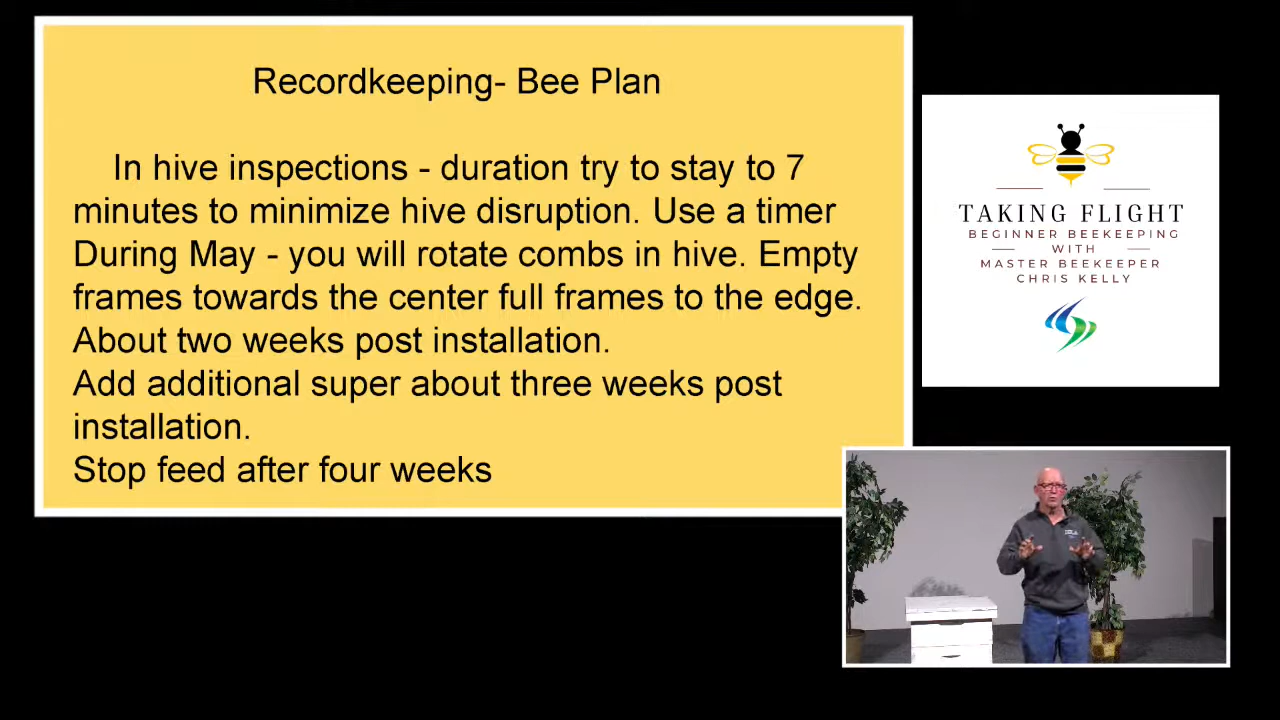 Recordkeeping- Bee Plan
In hive inspections - duration try to stay to 7
minutes to minimize hive disruption. Use a timer
During May - you will rotate combs in hive. Empty
frames towards the center full frames to the edge.
About two weeks post installation.
Add additional super about three weeks post
installation.
Stop feed after four weeks
TAKING FLIGHT
BEGINNER BEEKEEPING
WITH
MASTER BEEKEEPER
CHRIS KELLY